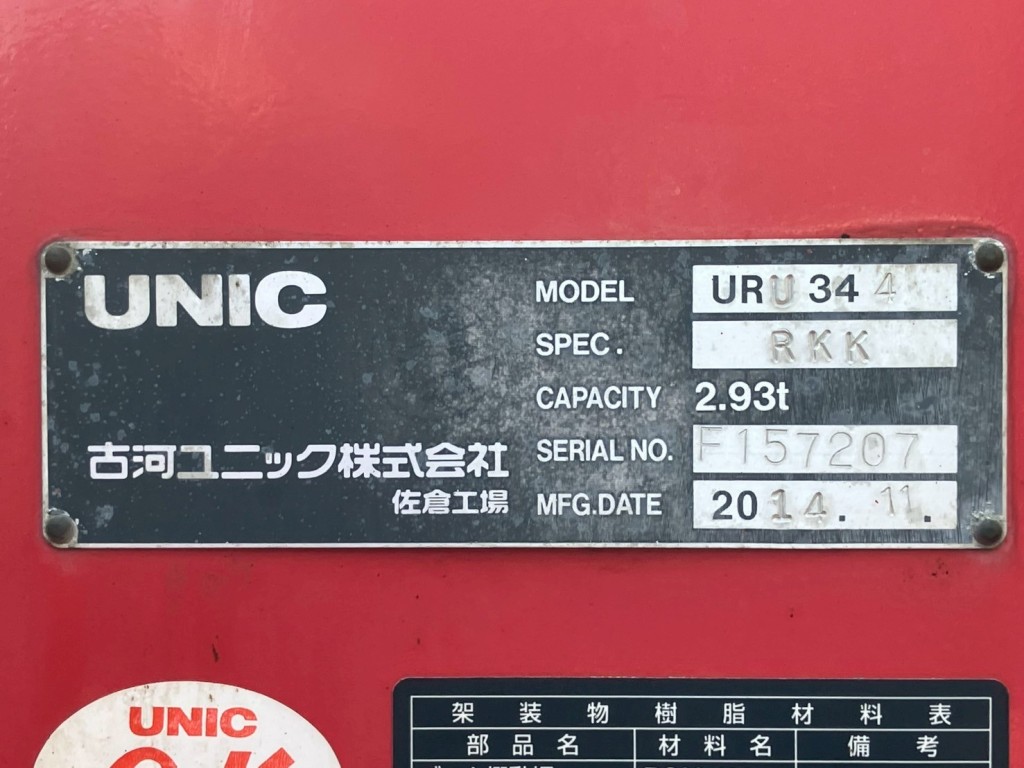 UNIC
MODEL URU344
SPEC. RKK
CAPACITY 2.93t
古河ユニック株式会社
SERIAL NO. F157207
佐倉工場
MFG.DATE 2014.11.
UNIC
架装物樹脂材料表
部品名 材料名 備考